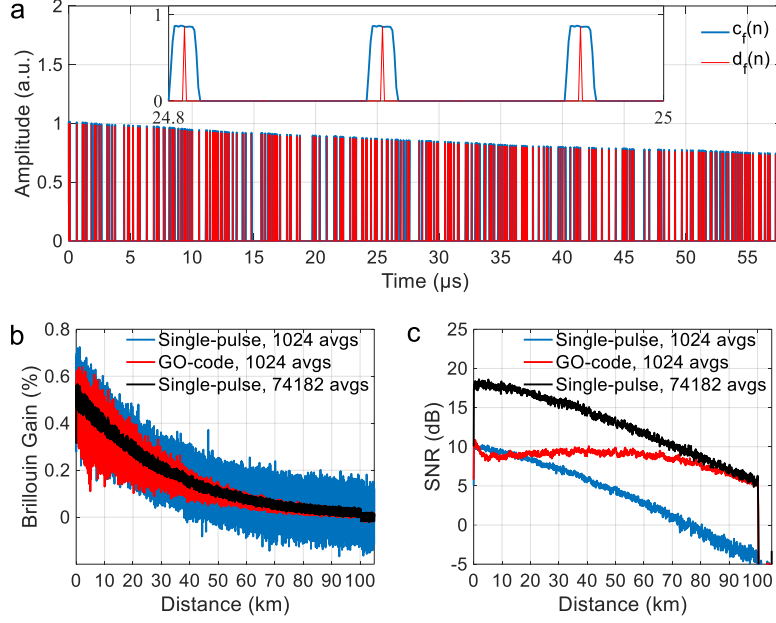 a
2
1.5
1
0.5
0
Amplitude (a.u.)
1
0
24.8
25
c_f(n)
d_f(n)
0 5 10 15 20 25 30 35 40 45 50 55
Time (µs)
b
0.8
0.6
0.4
0.2
0
Brillouin Gain (%)
Single-pulse, 1024 avgs
GO-code, 1024 avgs
Single-pulse, 74182 avgs
0 10 20 30 40 50 60 70 80 90 100
Distance (km)
c
25
20
15
10
5
0
-5
SNR (dB)
Single-pulse, 1024 avgs
GO-code, 1024 avgs
Single-pulse, 74182 avgs
0 10 20 30 40 50 60 70 80 90 100
Distance (km)